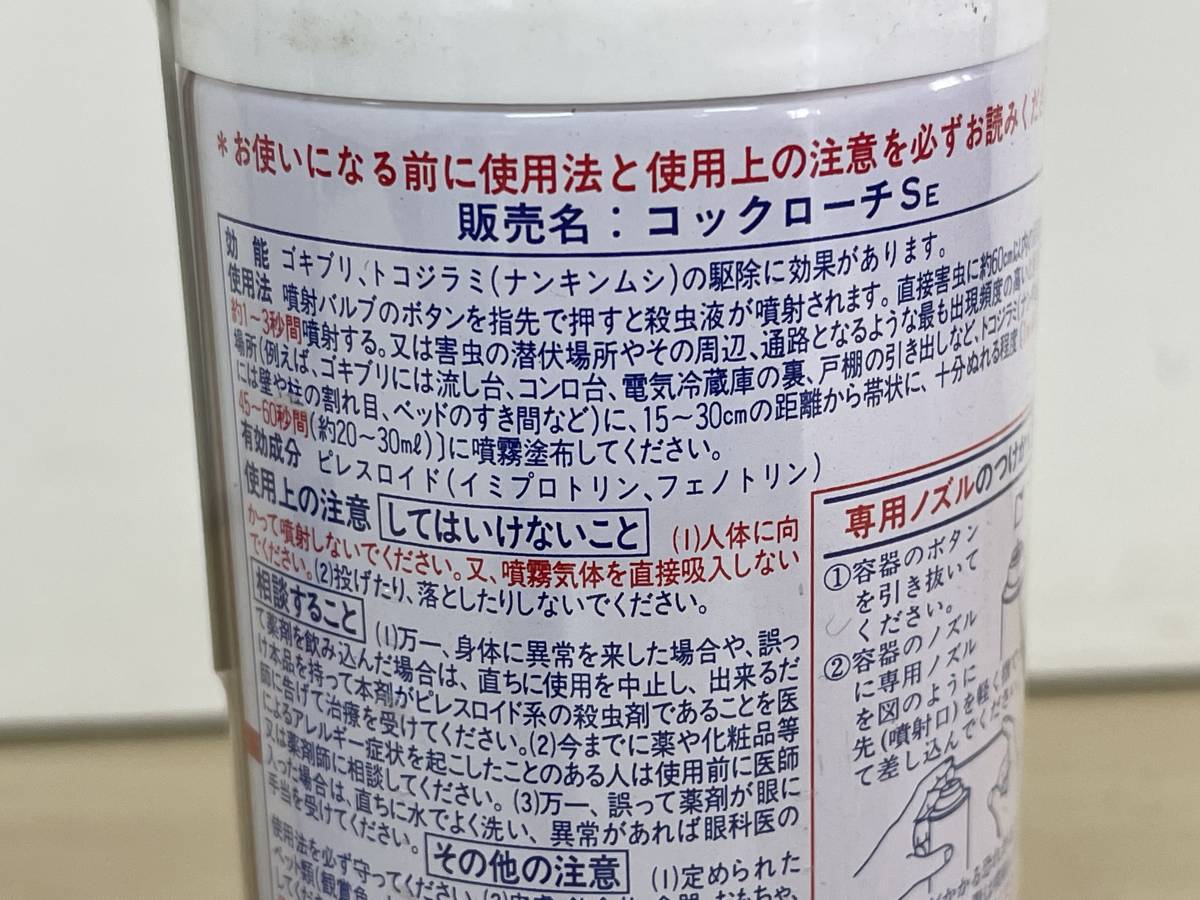 *お使いになる前に使用法と使用上の注意を必ずお読みくだ
販売名：コックローチSE
効能 ゴキブリ、トコジラミ(ナンキンムシ)の駆除に効果があります。
使用法 噴射バルブのボタンを指先で押すと殺虫液が噴射されます。直接害虫に約60cm以内の
約1～3秒間噴射する。又は害虫の潜伏場所やその周辺、通路となるような最も出現頻度の高い
場所(例えば、ゴキブリには流し台、コンロ台、電気冷蔵庫の裏、戸棚の引き出しなど、トコジラミ(ナン
には壁や柱の割れ目、ベッドのすき間など)に、15～30cmの距離から帯状に、十分ぬれる程度
45～60秒間(約20～30mℓ)〕に噴霧塗布してください。
有効成分 ピレスロイド(イミプロトリン、フェノトリン)
使用上の注意 してはいけないこと (1)人体に向
かって噴射しないでください。又、噴霧気体を直接吸入しない
でください。(2)投げたり、落としたりしないでください。
相談すること (1)万一、身体に異常を来した場合や、誤っ
て薬剤を飲み込んだ場合は、直ちに使用を中止し、出来るだ
け本品を持って本剤がピレスロイド系の殺虫剤であることを医
師に告げて治療を受けてください。(2)今までに薬や化粧品等
によるアレルギー症状を起こしたことのある人は使用前に医師
又は薬剤師に相談してください。(3)万一、誤って薬剤が眼に
入った場合は、直ちに水でよく洗い、異常があれば眼科医の
手当を受けてください。
その他の注意 (1)定められた
使用法を必ず守ってください。
ペット類(観賞魚
専用ノズルのつけか
①容器のボタン
を引き抜いて
ください。
②容器のノズル
に専用ノズル
を図のように
先(噴射口)を軽く
て差し込んでくださ